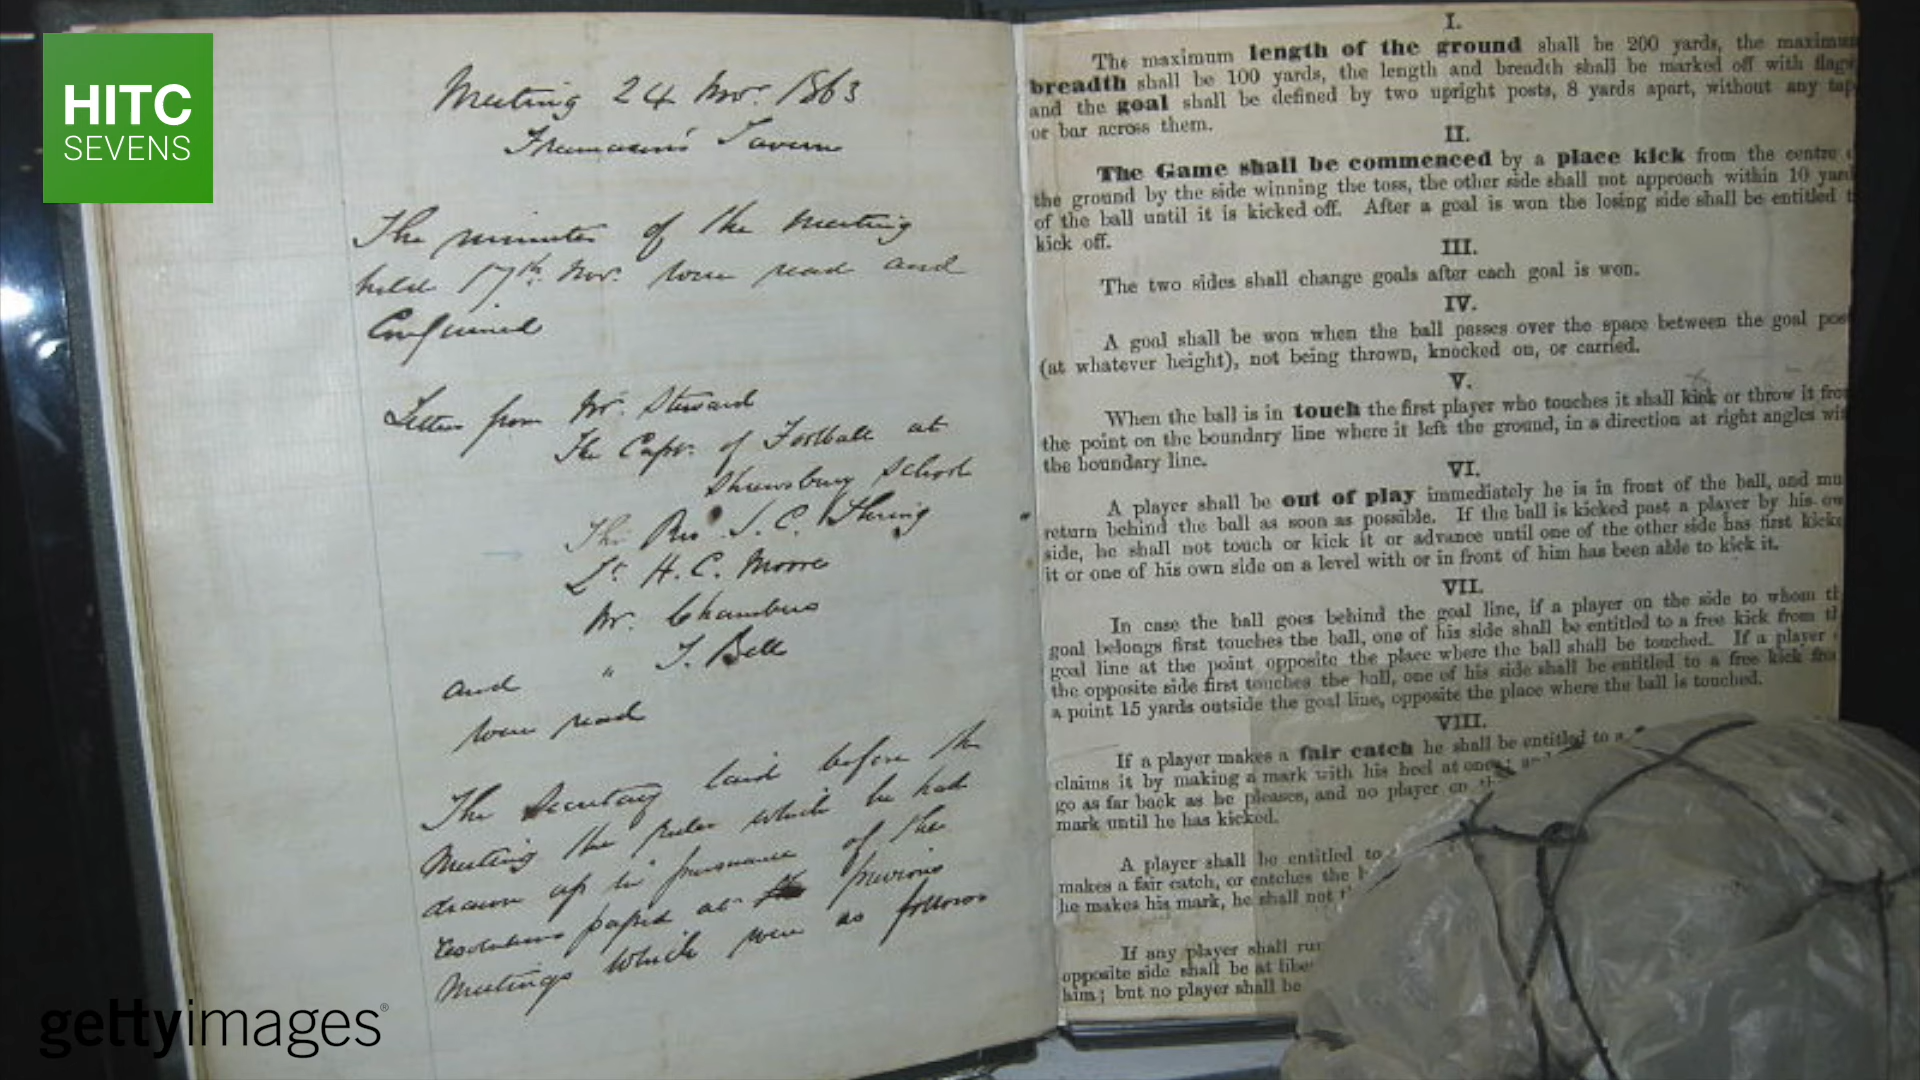 HITC
SEVENS
Meeting 24 Novr. 1863
Freemason's Tavern
The minutes of the Meeting
held 17th. Nov. were read and
Confirmed
Letters from Mr. Steward
The Captn. of Football at
Shrewsbury School
The Rev. J. C. Thring
Lt. H. C. Moore
Mr. Chambers
and " J. Bell
were read
The Secretary laid before the
Meeting the rules which he had
drawn up in pursuance of the
resolutions passed at previous
Meetings which were as follows
I.
The maximum length of the ground shall be 200 yards, the maximum
breadth shall be 100 yards, the length and breadth shall be marked off with flags
and the goal shall be defined by two upright posts, 8 yards apart, without any tape
or bar across them.
II.
The Game shall be commenced by a place kick from the centre
the ground by the side winning the toss, the other side shall not approach within 10 yard
of the ball until it is kicked off. After a goal is won the losing side shall be entitled t
kick off.
III.
The two sides shall change goals after each goal is won.
IV.
A goal shall be won when the ball passes over the space between the goal pos
(at whatever height), not being thrown, knocked on, or carried.
V.
When the ball is in touch the first player who touches it shall kick or throw it from
the point on the boundary line where it left the ground, in a direction at right angles wit
the boundary line.
VI.
A player shall be out of play immediately he is in front of the ball, and mu
return behind the ball as soon as possible. If the ball is kicked past a player by his ow
side, he shall not touch or kick it or advance until one of the other side has first kicke
it or one of his own side on a level with or in front of him has been able to kick it.
VII.
In case the ball goes behind the goal line, if a player on the side to whom th
goal belongs first touches the ball, one of his side shall be entitled to a free kick from th
goal line at the point opposite the place where the ball shall be touched. If a player
the opposite side first touches the ball, one of his side shall be entitled to a free kick from
a point 15 yards outside the goal line, opposite the place where the ball is touched.
VIII.
If a player makes a fair catch he shall be entitled to a
claims it by making a mark with his heel at once; and
go as far back as he pleases, and no player on th
mark until he has kicked.
A player shall be entitled to
makes a fair catch, or catches the b
he makes his mark, he shall not
If any player shall run
opposite side shall be at liber
him; but no player shall be
gettyimages®